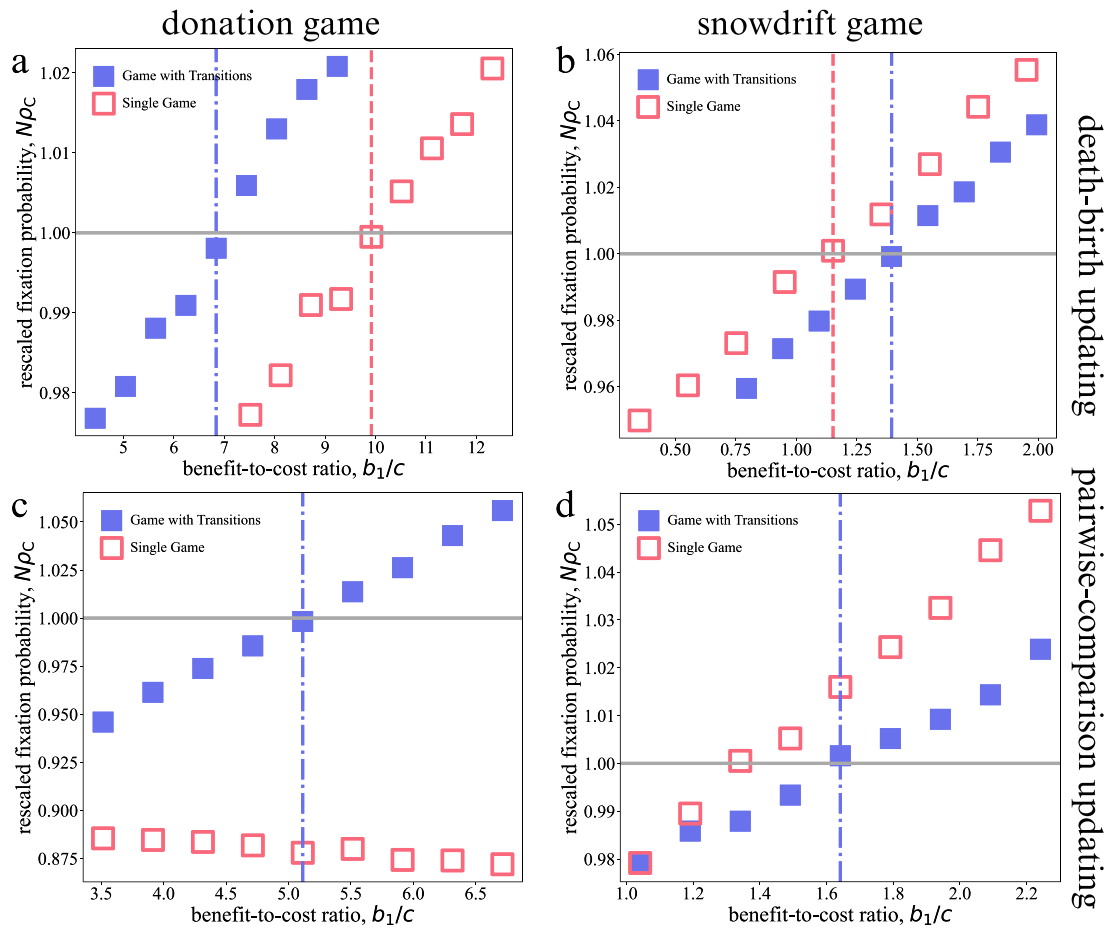 donation game
snowdrift game
a
rescaled fixation probability, NρC
1.02
1.01
1.00
0.99
0.98
Game with Transitions
Single Game
5 6 7 8 9 10 11 12
benefit-to-cost ratio, b1/c
b
rescaled fixation probability, NρC
1.06
1.04
1.02
1.00
0.98
0.96
Game with Transitions
Single Game
0.50 0.75 1.00 1.25 1.50 1.75 2.00
benefit-to-cost ratio, b1/c
death-birth updating
c
rescaled fixation probability, NρC
1.050
1.025
1.000
0.975
0.950
0.925
0.900
0.875
Game with Transitions
Single Game
3.5 4.0 4.5 5.0 5.5 6.0 6.5
benefit-to-cost ratio, b1/c
d
rescaled fixation probability, NρC
1.05
1.04
1.03
1.02
1.01
1.00
0.99
0.98
Game with Transitions
Single Game
1.0 1.2 1.4 1.6 1.8 2.0 2.2
benefit-to-cost ratio, b1/c
pairwise-comparison updating